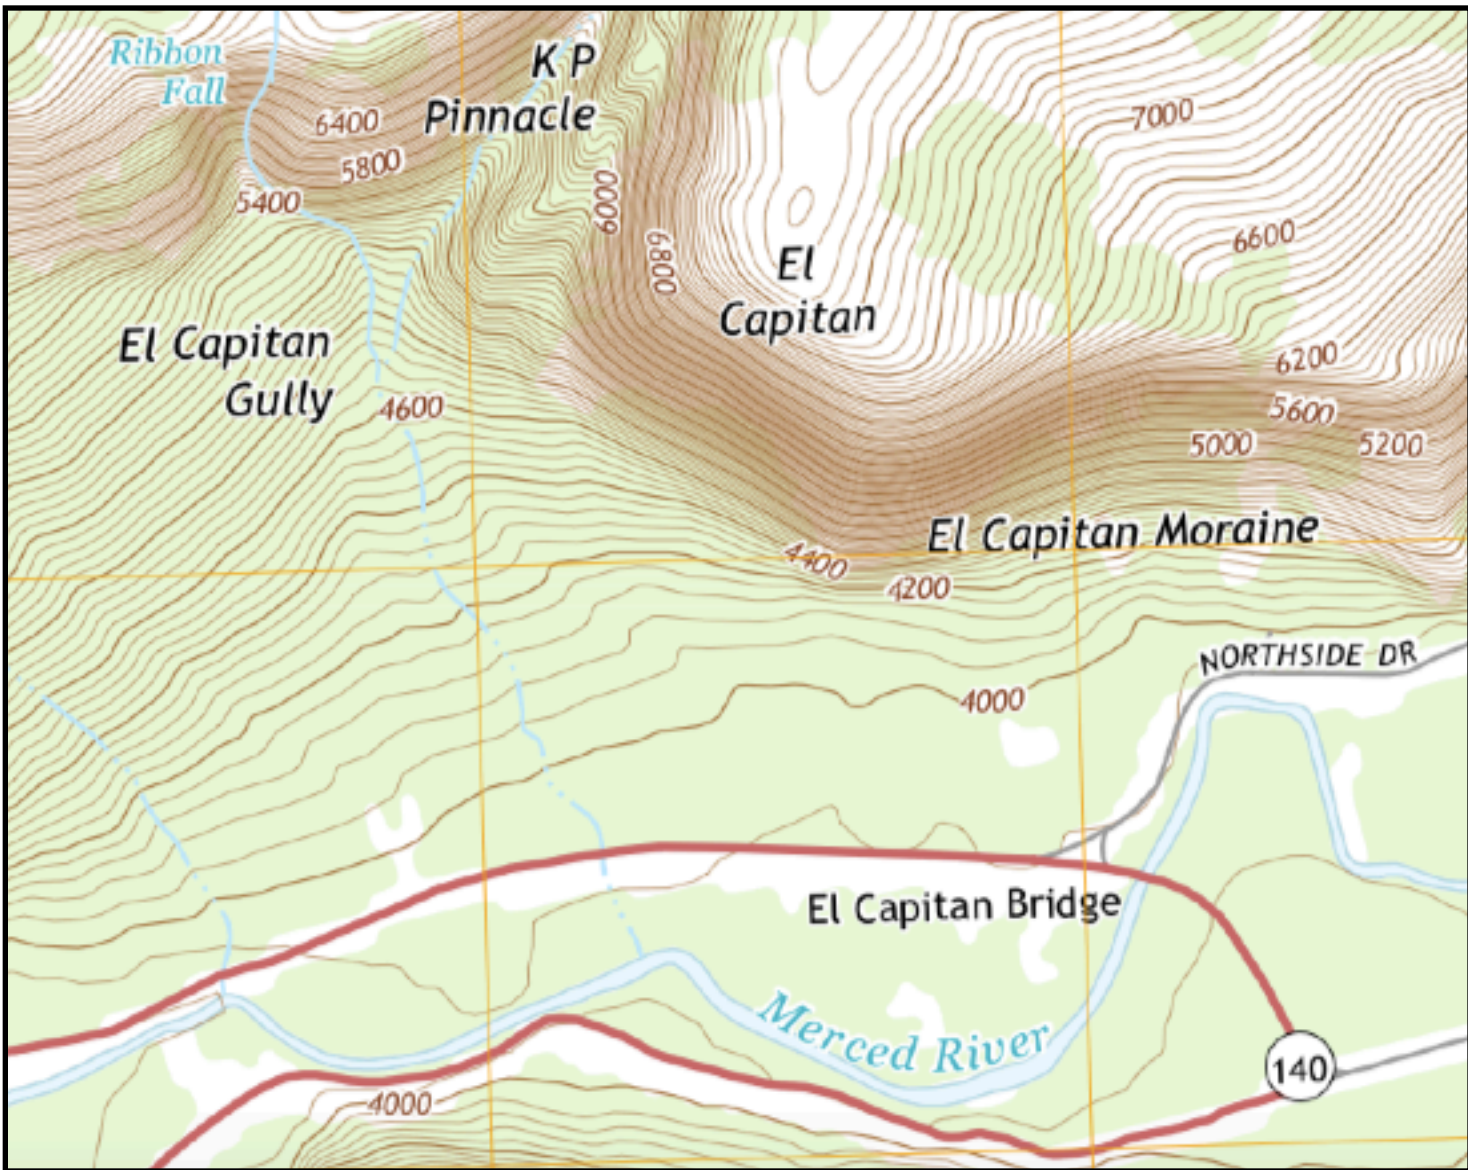 Ribbon
Fall
K P
Pinnacle
6400
5800
5400
6000
6800
7000
6600
El
Capitan
El Capitan
Gully
4600
6200
5600
5000
5200
El Capitan Moraine
4400
4200
NORTHSIDE DR
4000
El Capitan Bridge
Merced River
140
4000